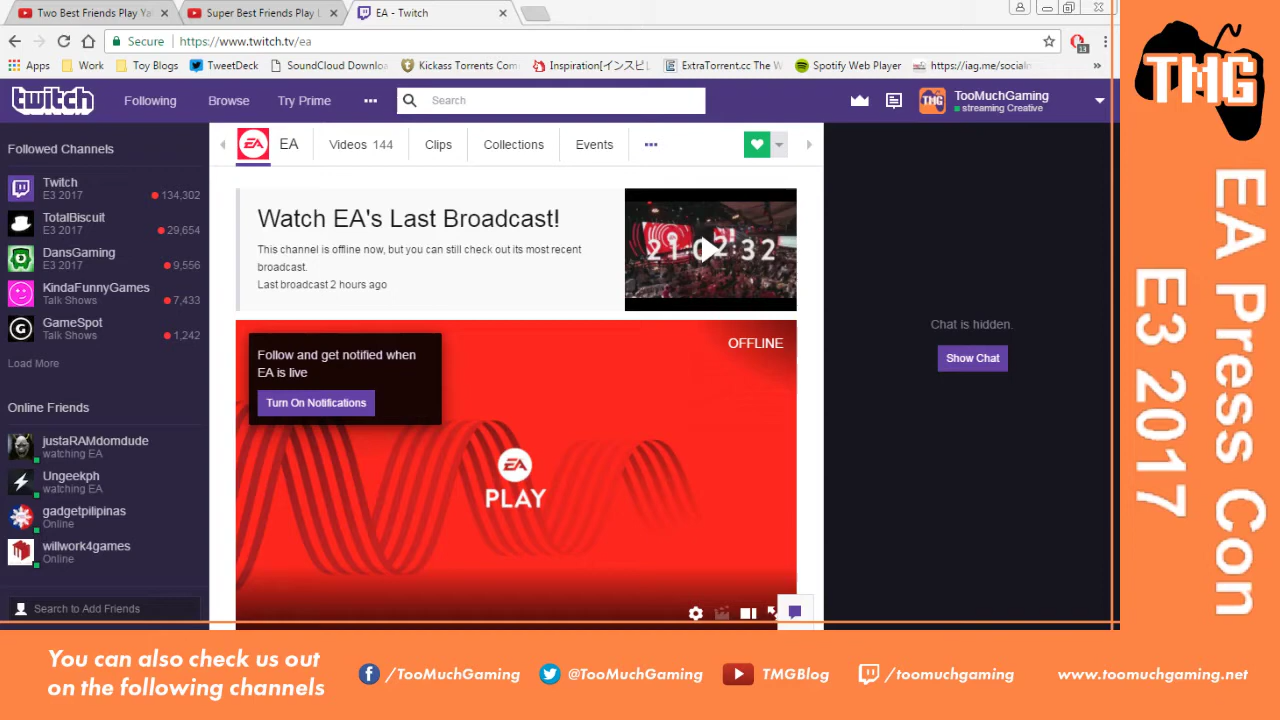 Two Best Friends Play Ya
Super Best Friends Play L
EA - Twitch
Secure
https://www.twitch.tv/ea
13
Apps
Work
Toy Blogs
TweetDeck
SoundCloud Downloa
Kickass Torrents Com
Inspiration[インスピ
ExtraTorrent.cc The W
Spotify Web Player
https://iag.me/socialm
»
twitch
Following
Browse
Try Prime
Search
TMG
TooMuchGaming
streaming Creative
Followed Channels
Twitch
E3 2017
134,302
TotalBiscuit
E3 2017
29,654
DansGaming
E3 2017
9,556
KindaFunnyGames
Talk Shows
7,433
GameSpot
Talk Shows
1,242
Load More
Online Friends
justaRAMdomdude
watching EA
Ungeekph
watching EA
gadgetpilipinas
Online
willwork4games
Online
Search to Add Friends
EA
EA
Videos 144
Clips
Collections
Events
Watch EA's Last Broadcast!
This channel is offline now, but you can still check out its most recent
broadcast.
Last broadcast 2 hours ago
21:02:32
Follow and get notified when
EA is live
Turn On Notifications
OFFLINE
EA
PLAY
Chat is hidden.
Show Chat
TMG
EA Press Con
E3 2017
You can also check us out
on the following channels
/TooMuchGaming
@TooMuchGaming
TMGBlog
/toomuchgaming
www.toomuchgaming.net